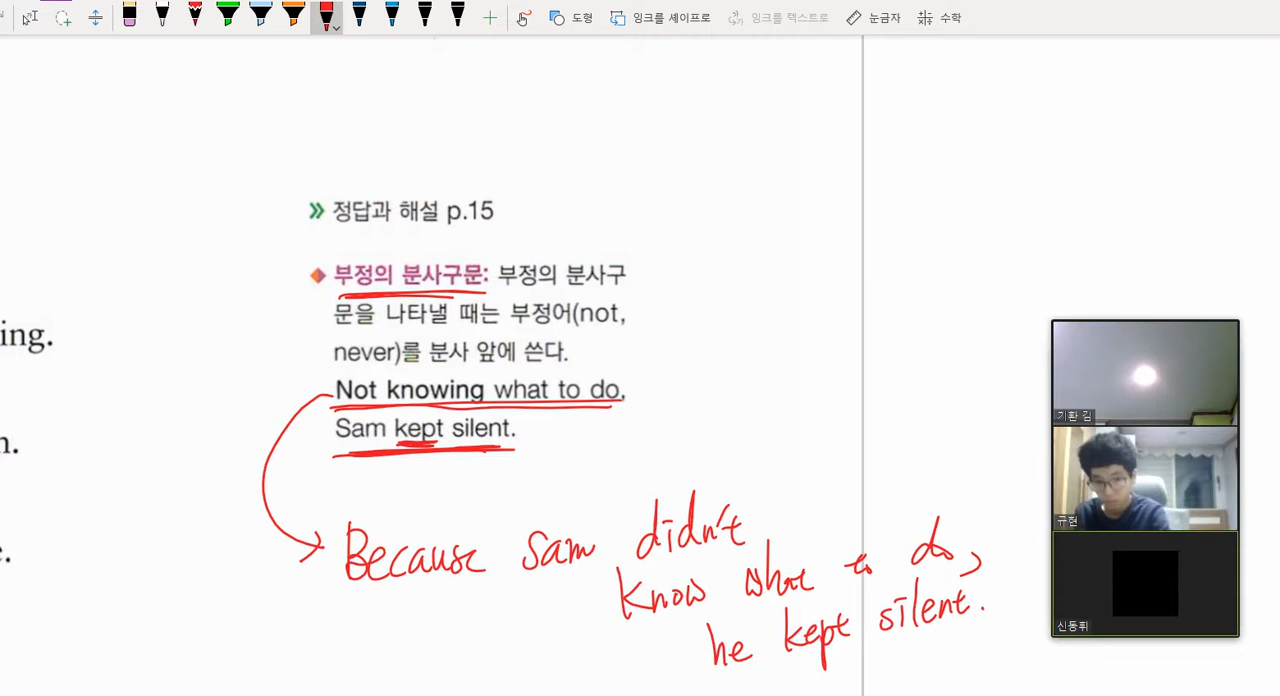 도형
잉크를 셰이프로
잉크를 텍스트로
눈금자
수학
정답과 해설 p.15
부정의 분사구문: 부정의 분사구
문을 나타낼 때는 부정어(not,
never)를 분사 앞에 쓴다.
Not knowing what to do,
Sam kept silent.
ing.
n.
e.
Because Sam didn't
know what to do,
he kept silent.
기환 김
규현
신동휘